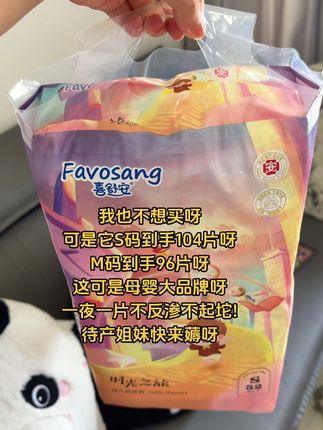 Favosang
喜舒安
我也不想买呀
可是它S码到手104片呀
M码到手96片呀
这可是母婴大品牌呀
一夜一片不反渗不起坨!
待产姐妹快来薅呀
时光之旅
S
52